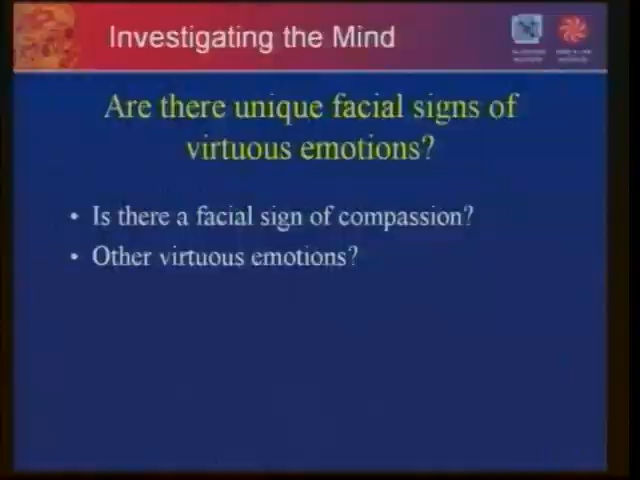 Investigating the Mind
Are there unique facial signs of
virtuous emotions?
• Is there a facial sign of compassion?
• Other virtuous emotions?